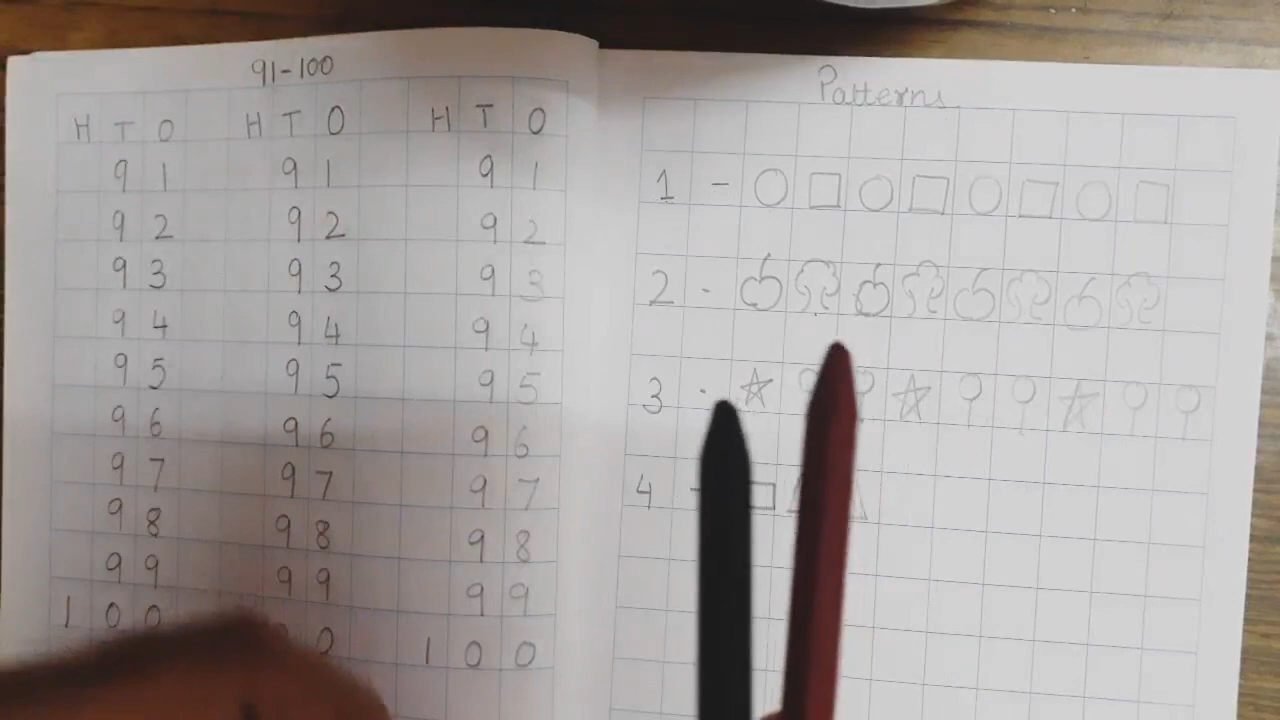 91-100
H T O H T O H T O
9 1 9 1 9 1
9 2 9 2 9 2
9 3 9 3 9 3
9 4 9 4 9 4
9 5 9 5 9 5
9 6 9 6 9 6
9 7 9 7 9 7
9 8 9 8 9 8
9 9 9 9 9 9
1 0 0 0 1 0 0
Patterns
1 -
2 -
3 -
4 -